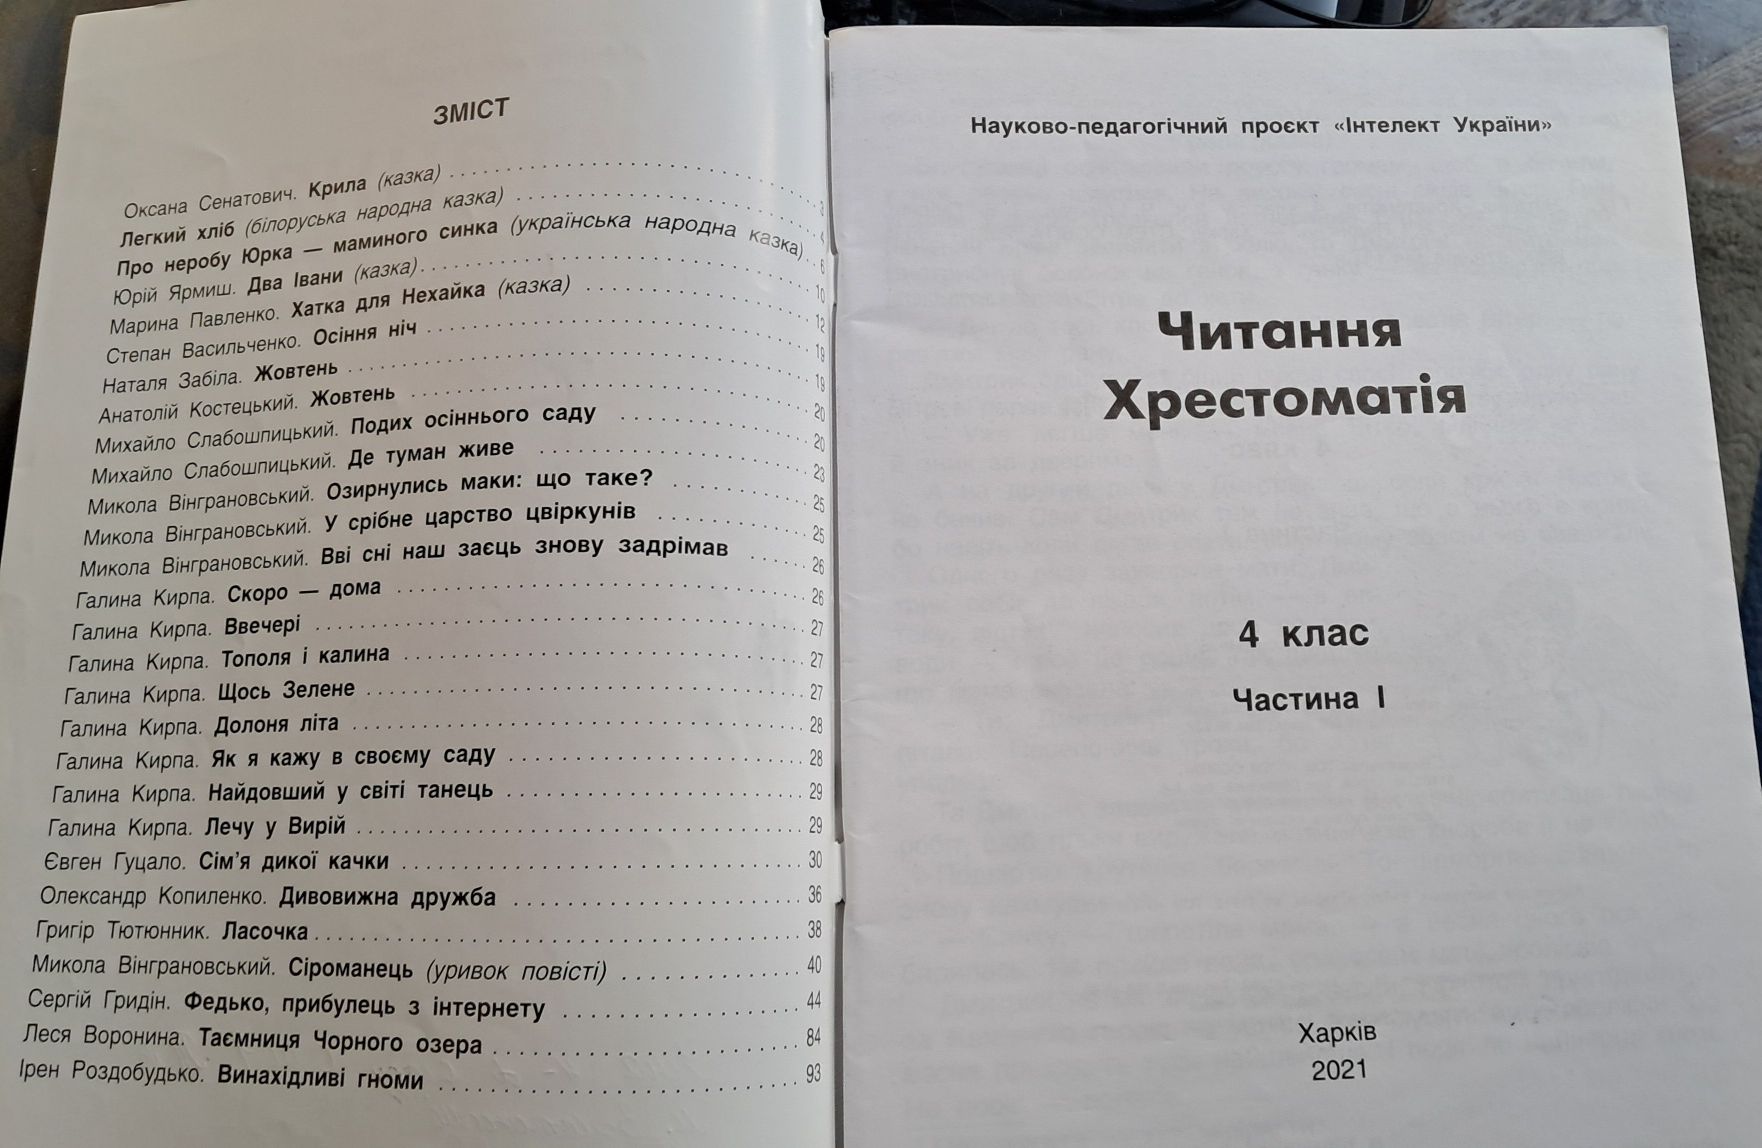 ЗМІСТ
Оксана Сенатович. Крила (казка) . . . . . . . . . . 3
Легкий хліб (білоруська народна казка) . . . . . . . . . . 4
Про неробу Юрка — маминого синка (українська народна казка) . . 6
Юрій Ярмиш. Два Івани (казка) . . . . . . . . . . 10
Марина Павленко. Хатка для Нехайка (казка) . . . . . . . . . . 12
Степан Васильченко. Осіння ніч . . . . . . . . . . 19
Наталя Забіла. Жовтень . . . . . . . . . . 19
Анатолій Костецький. Жовтень . . . . . . . . . . 20
Михайло Слабошпицький. Подих осіннього саду . . . . . . . . . . 20
Михайло Слабошпицький. Де туман живе . . . . . . . . . . 23
Микола Вінграновський. Озирнулись маки: що таке? . . . . . . . . . . 25
Микола Вінграновський. У срібне царство цвіркунів . . . . . . . . . . 25
Микола Вінграновський. Вві сні наш заєць знову задрімав . . . . . . 26
Галина Кирпа. Скоро — дома . . . . . . . . . . 26
Галина Кирпа. Ввечері . . . . . . . . . . 27
Галина Кирпа. Тополя і калина . . . . . . . . . . 27
Галина Кирпа. Щось Зелене . . . . . . . . . . 27
Галина Кирпа. Долоня літа . . . . . . . . . . 28
Галина Кирпа. Як я кажу в своєму саду . . . . . . . . . . 28
Галина Кирпа. Найдовший у світі танець . . . . . . . . . . 29
Галина Кирпа. Лечу у Вирій . . . . . . . . . . 29
Євген Гуцало. Сім'я дикої качки . . . . . . . . . . 30
Олександр Копиленко. Дивовижна дружба . . . . . . . . . . 36
Григір Тютюнник. Ласочка . . . . . . . . . . 38
Микола Вінграновський. Сіроманець (уривок повісті) . . . . . . . . . . 40
Сергій Гридін. Федько, прибулець з інтернету . . . . . . . . . . 44
Леся Воронина. Таємниця Чорного озера . . . . . . . . . . 84
Ірен Роздобудько. Винахідливі гноми . . . . . . . . . . 93
Науково-педагогічний проєкт «Інтелект України»
Читання
Хрестоматія
4 клас
Частина І
Харків
2021